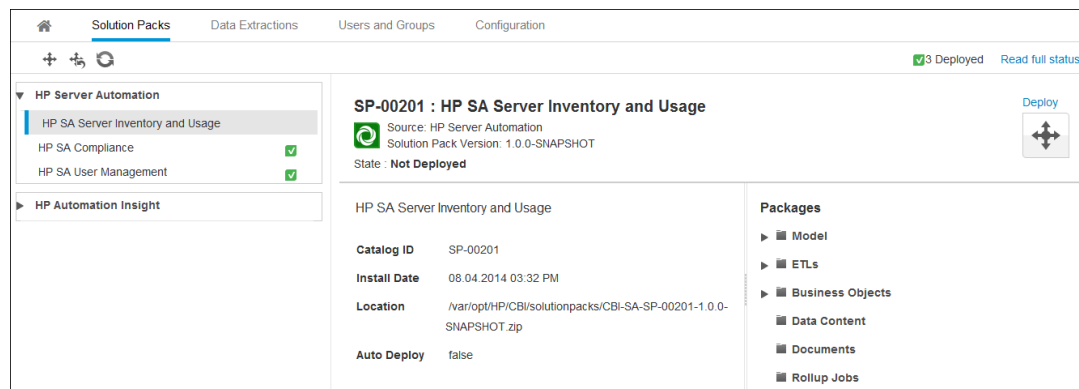 Solution Packs Data Extractions Users and Groups Configuration
3 Deployed Read full status
HP Server Automation
HP SA Server Inventory and Usage
HP SA Compliance
HP SA User Management
HP Automation Insight
SP-00201 : HP SA Server Inventory and Usage
Source: HP Server Automation
Solution Pack Version: 1.0.0-SNAPSHOT
State : Not Deployed
Deploy
HP SA Server Inventory and Usage
Catalog ID SP-00201
Install Date 08.04.2014 03:32 PM
Location /var/opt/HP/CBI/solutionpacks/CBI-SA-SP-00201-1.0.0-
SNAPSHOT.zip
Auto Deploy false
Packages
Model
ETLs
Business Objects
Data Content
Documents
Rollup Jobs